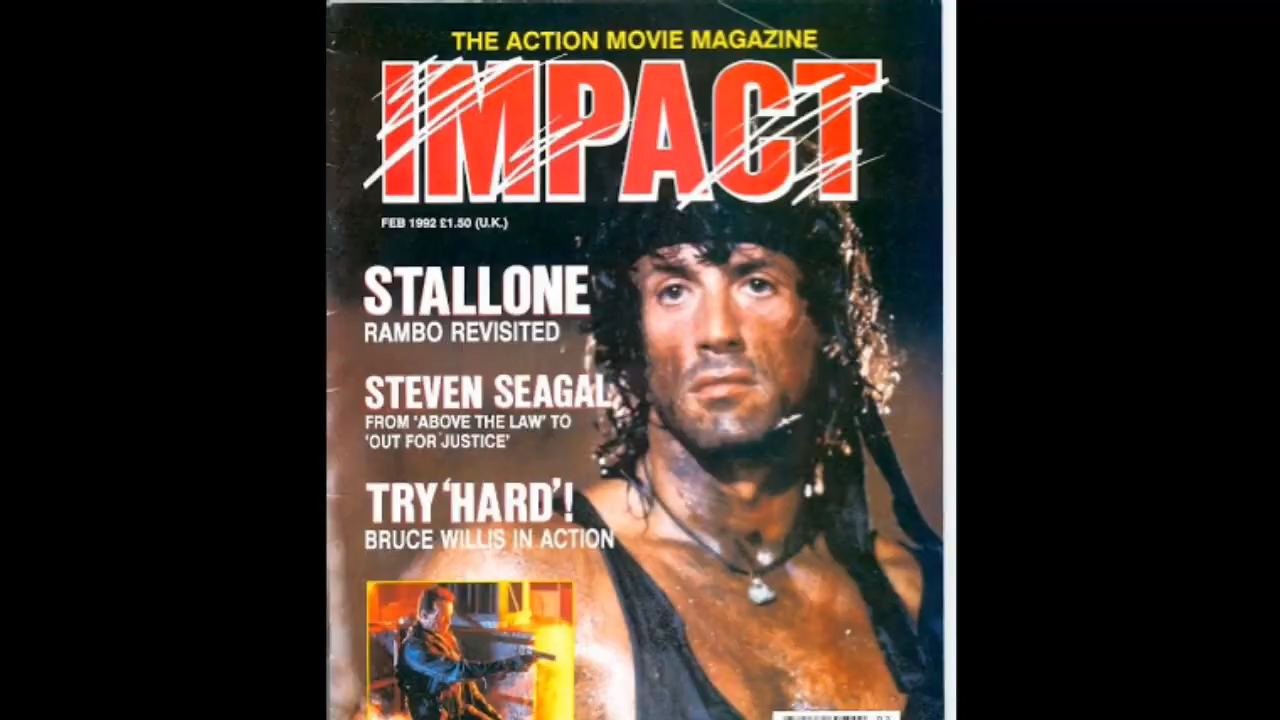 THE ACTION MOVIE MAGAZINE
IMPACT
FEB 1992 £1.50 (U.K.)
STALLONE
RAMBO REVISITED
STEVEN SEAGAL
FROM 'ABOVE THE LAW' TO
'OUT FOR JUSTICE'
TRY 'HARD'!
BRUCE WILLIS IN ACTION